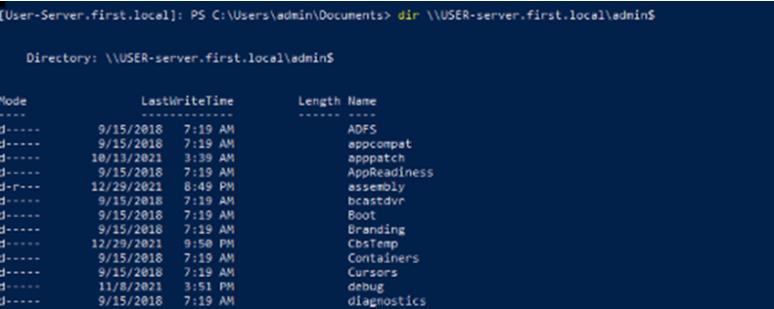 [User-Server.first.local]: PS C:\Users\admin\Documents> dir \\USER-server.first.local\admin$
Directory: \\USER-server.first.local\admin$
Mode LastWriteTime Length Name
---- ------------- ------ ----
d----- 9/15/2018 7:19 AM ADFS
d----- 9/15/2018 7:19 AM appcompat
d----- 10/13/2021 3:39 AM apppatch
d----- 9/15/2018 7:19 AM AppReadiness
d-r--- 12/29/2021 8:49 PM assembly
d----- 9/15/2018 7:19 AM bcastdvr
d----- 9/15/2018 7:19 AM Boot
d----- 9/15/2018 7:19 AM Branding
d----- 12/29/2021 9:50 PM CbsTemp
d----- 9/15/2018 7:19 AM Containers
d----- 9/15/2018 7:19 AM Cursors
d----- 11/8/2021 3:51 PM debug
d----- 9/15/2018 7:19 AM diagnostics